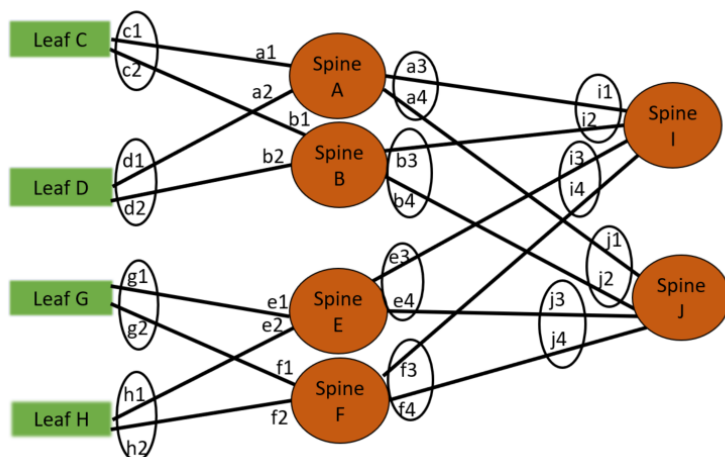 Leaf C
c1
c2
a1
a2
Spine
A
a3
a4
i1
i2
Spine
I
b1
b2
Spine
B
b3
b4
i3
i4
Leaf D
d1
d2
Leaf G
g1
g2
e1
e2
Spine
E
e3
e4
j1
j2
j3
j4
Spine
J
f1
f2
Spine
F
f3
f4
Leaf H
h1
h2